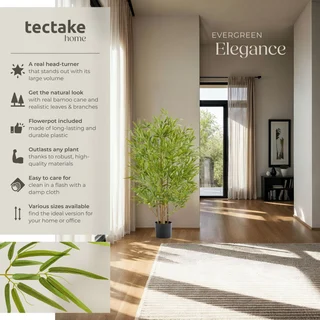 tectake
home
A real head-turner
that stands out with its
large volume
Get the natural look
with real bamboo cane and
realistic leaves & branches
Flowerpot included
made of long-lasting and
durable plastic
Outlasts any plant
thanks to robust, high-
quality materials
Easy to care for:
clean in a flash with a
damp cloth
Various sizes available
find the ideal version for
your home or office.
EVERGREEN
Elegance